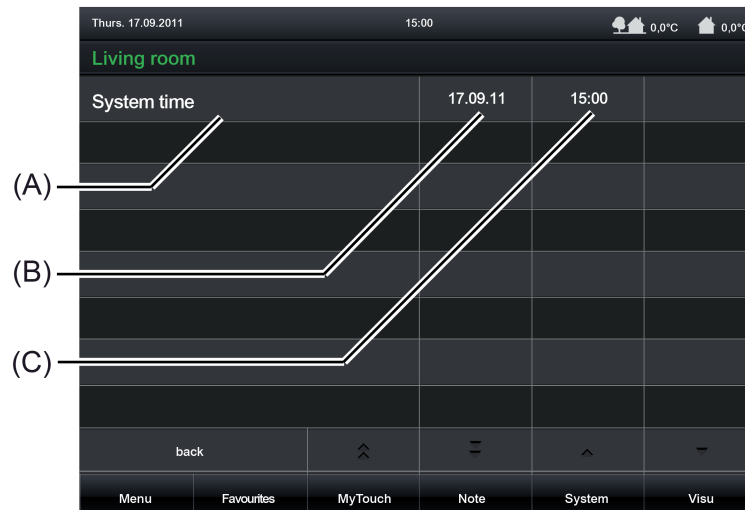 Thurs. 17.09.2011 15:00 0,0°C 0,0°C
Living room
System time 17.09.11 15:00
(A)
(B)
(C)
back
Menu Favourites MyTouch Note System Visu